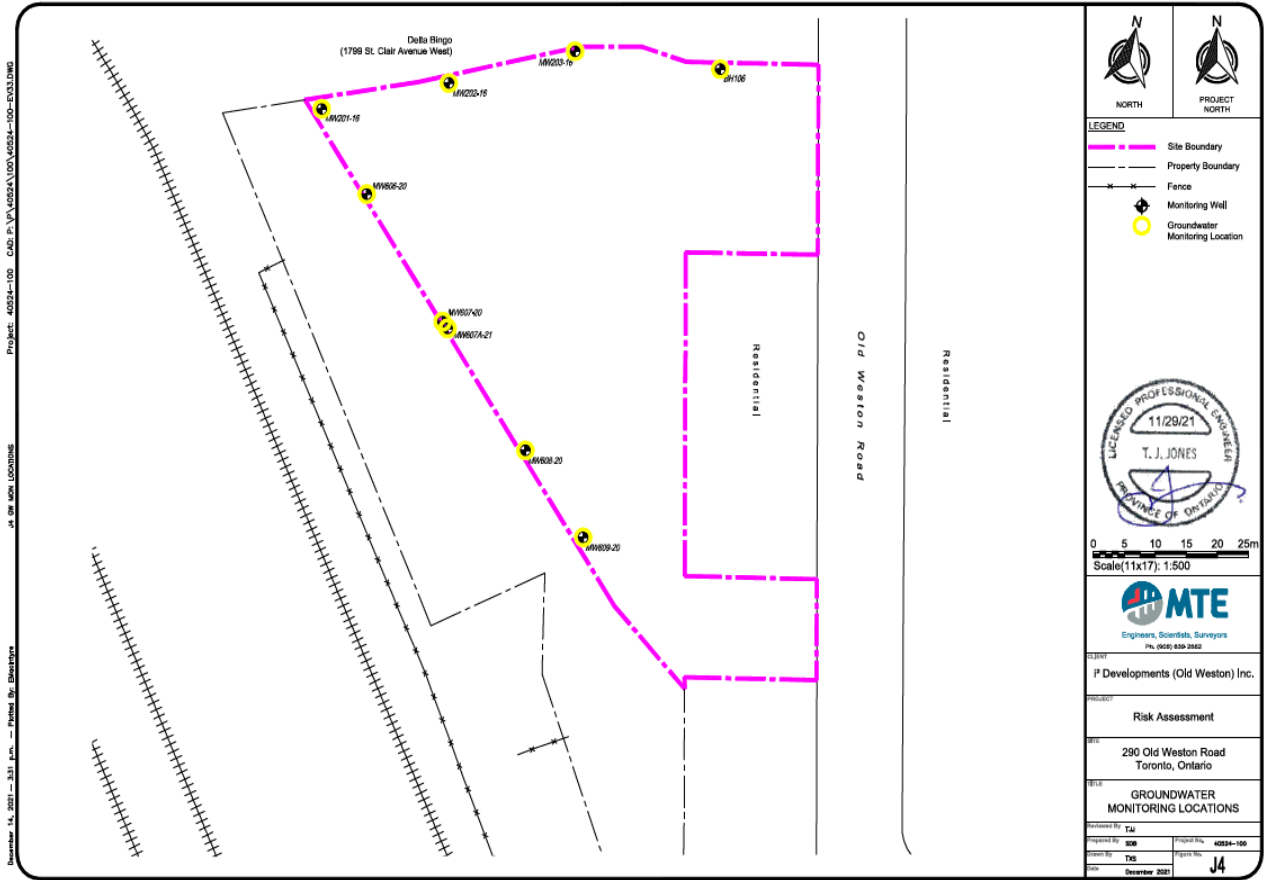 Delta Bingo
(1799 St. Clair Avenue West)
MW203-16
BH106
MW202-16
MW201-16
MW606-20
MW607-20
MW607A-21
MW608-20
MW609-20
Residential
Old Weston Road
Residential
N
NORTH
N
PROJECT
NORTH
LEGEND
Site Boundary
Property Boundary
Fence
Monitoring Well
Groundwater
Monitoring Location
LICENSED PROFESSIONAL ENGINEER
11/29/21
T. J. JONES
PROVINCE OF ONTARIO
0 5 10 15 20 25m
Scale(11x17): 1:500
MTE
Engineers, Scientists, Surveyors
Ph. (905) 639-2552
CLIENT
i² Developments (Old Weston) Inc.
PROJECT
Risk Assessment
SITE
290 Old Weston Road
Toronto, Ontario
TITLE
GROUNDWATER
MONITORING LOCATIONS
Reviewed By TJJ
Prepared By SDB
Project No. 40524-100
Drawn By TXS
Figure No. J4
Date December 2021
Project: 40524-100 CAD: P:\P\40524\100\40524-100-EV33.DWG
J4 GW MON LOCATIONS
December 14, 2021 — 3:31 p.m. — Plotted By: EMacintyre